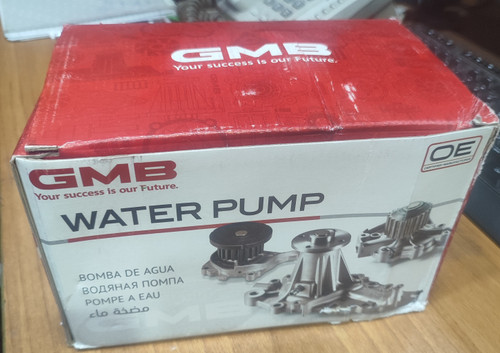 GMB
Your success is our Future.
GMB
Your success is our Future.
OE
WATER PUMP
BOMBA DE AGUA
ВОДЯНАЯ ПОМПА
POMPE A EAU
مضخة ماء
GMB